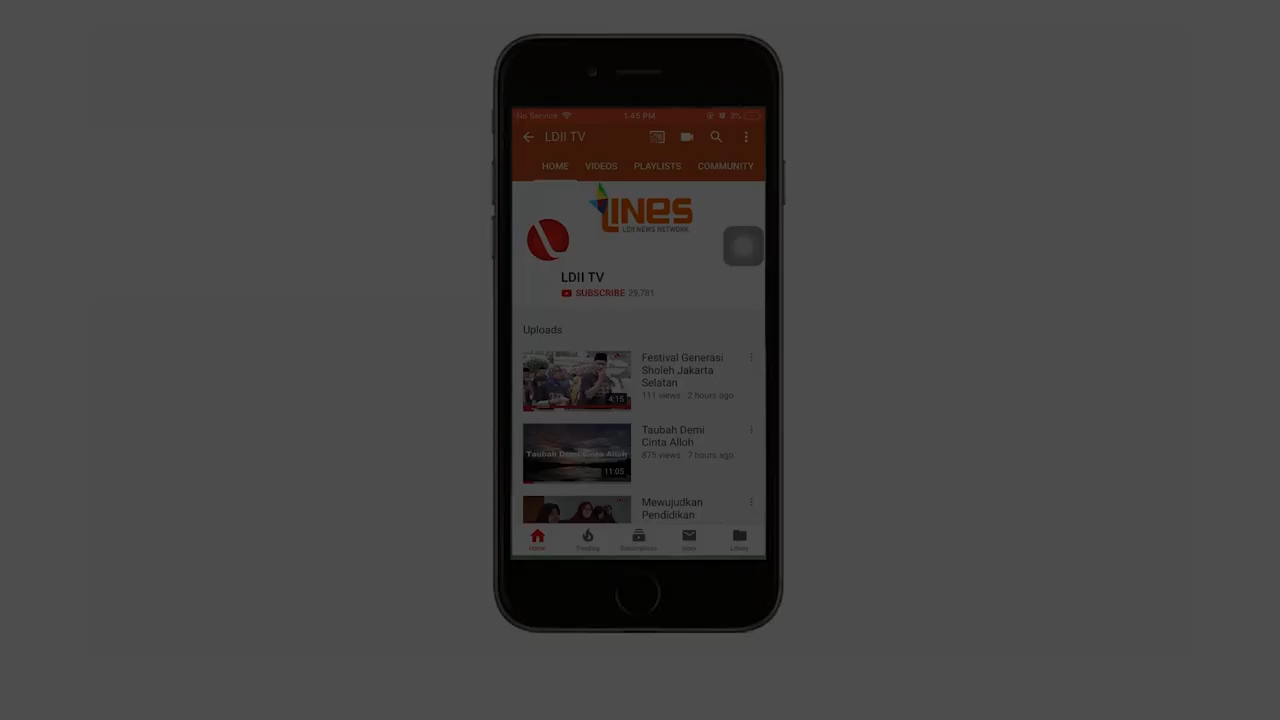 No Service 1:45 PM 3%
LDII TV
HOME VIDEOS PLAYLISTS COMMUNITY
LINES
LDII NEWS NETWORK
LDII TV
SUBSCRIBE 29,781
Uploads
Festival Generasi
Sholeh Jakarta
Selatan
111 views 2 hours ago
4:15
Taubah Demi
Cinta Alloh
875 views 7 hours ago
Taubah Demi Cinta Alloh
11:05
Mewujudkan
Pendidikan
Home Trending Subscriptions Inbox Library